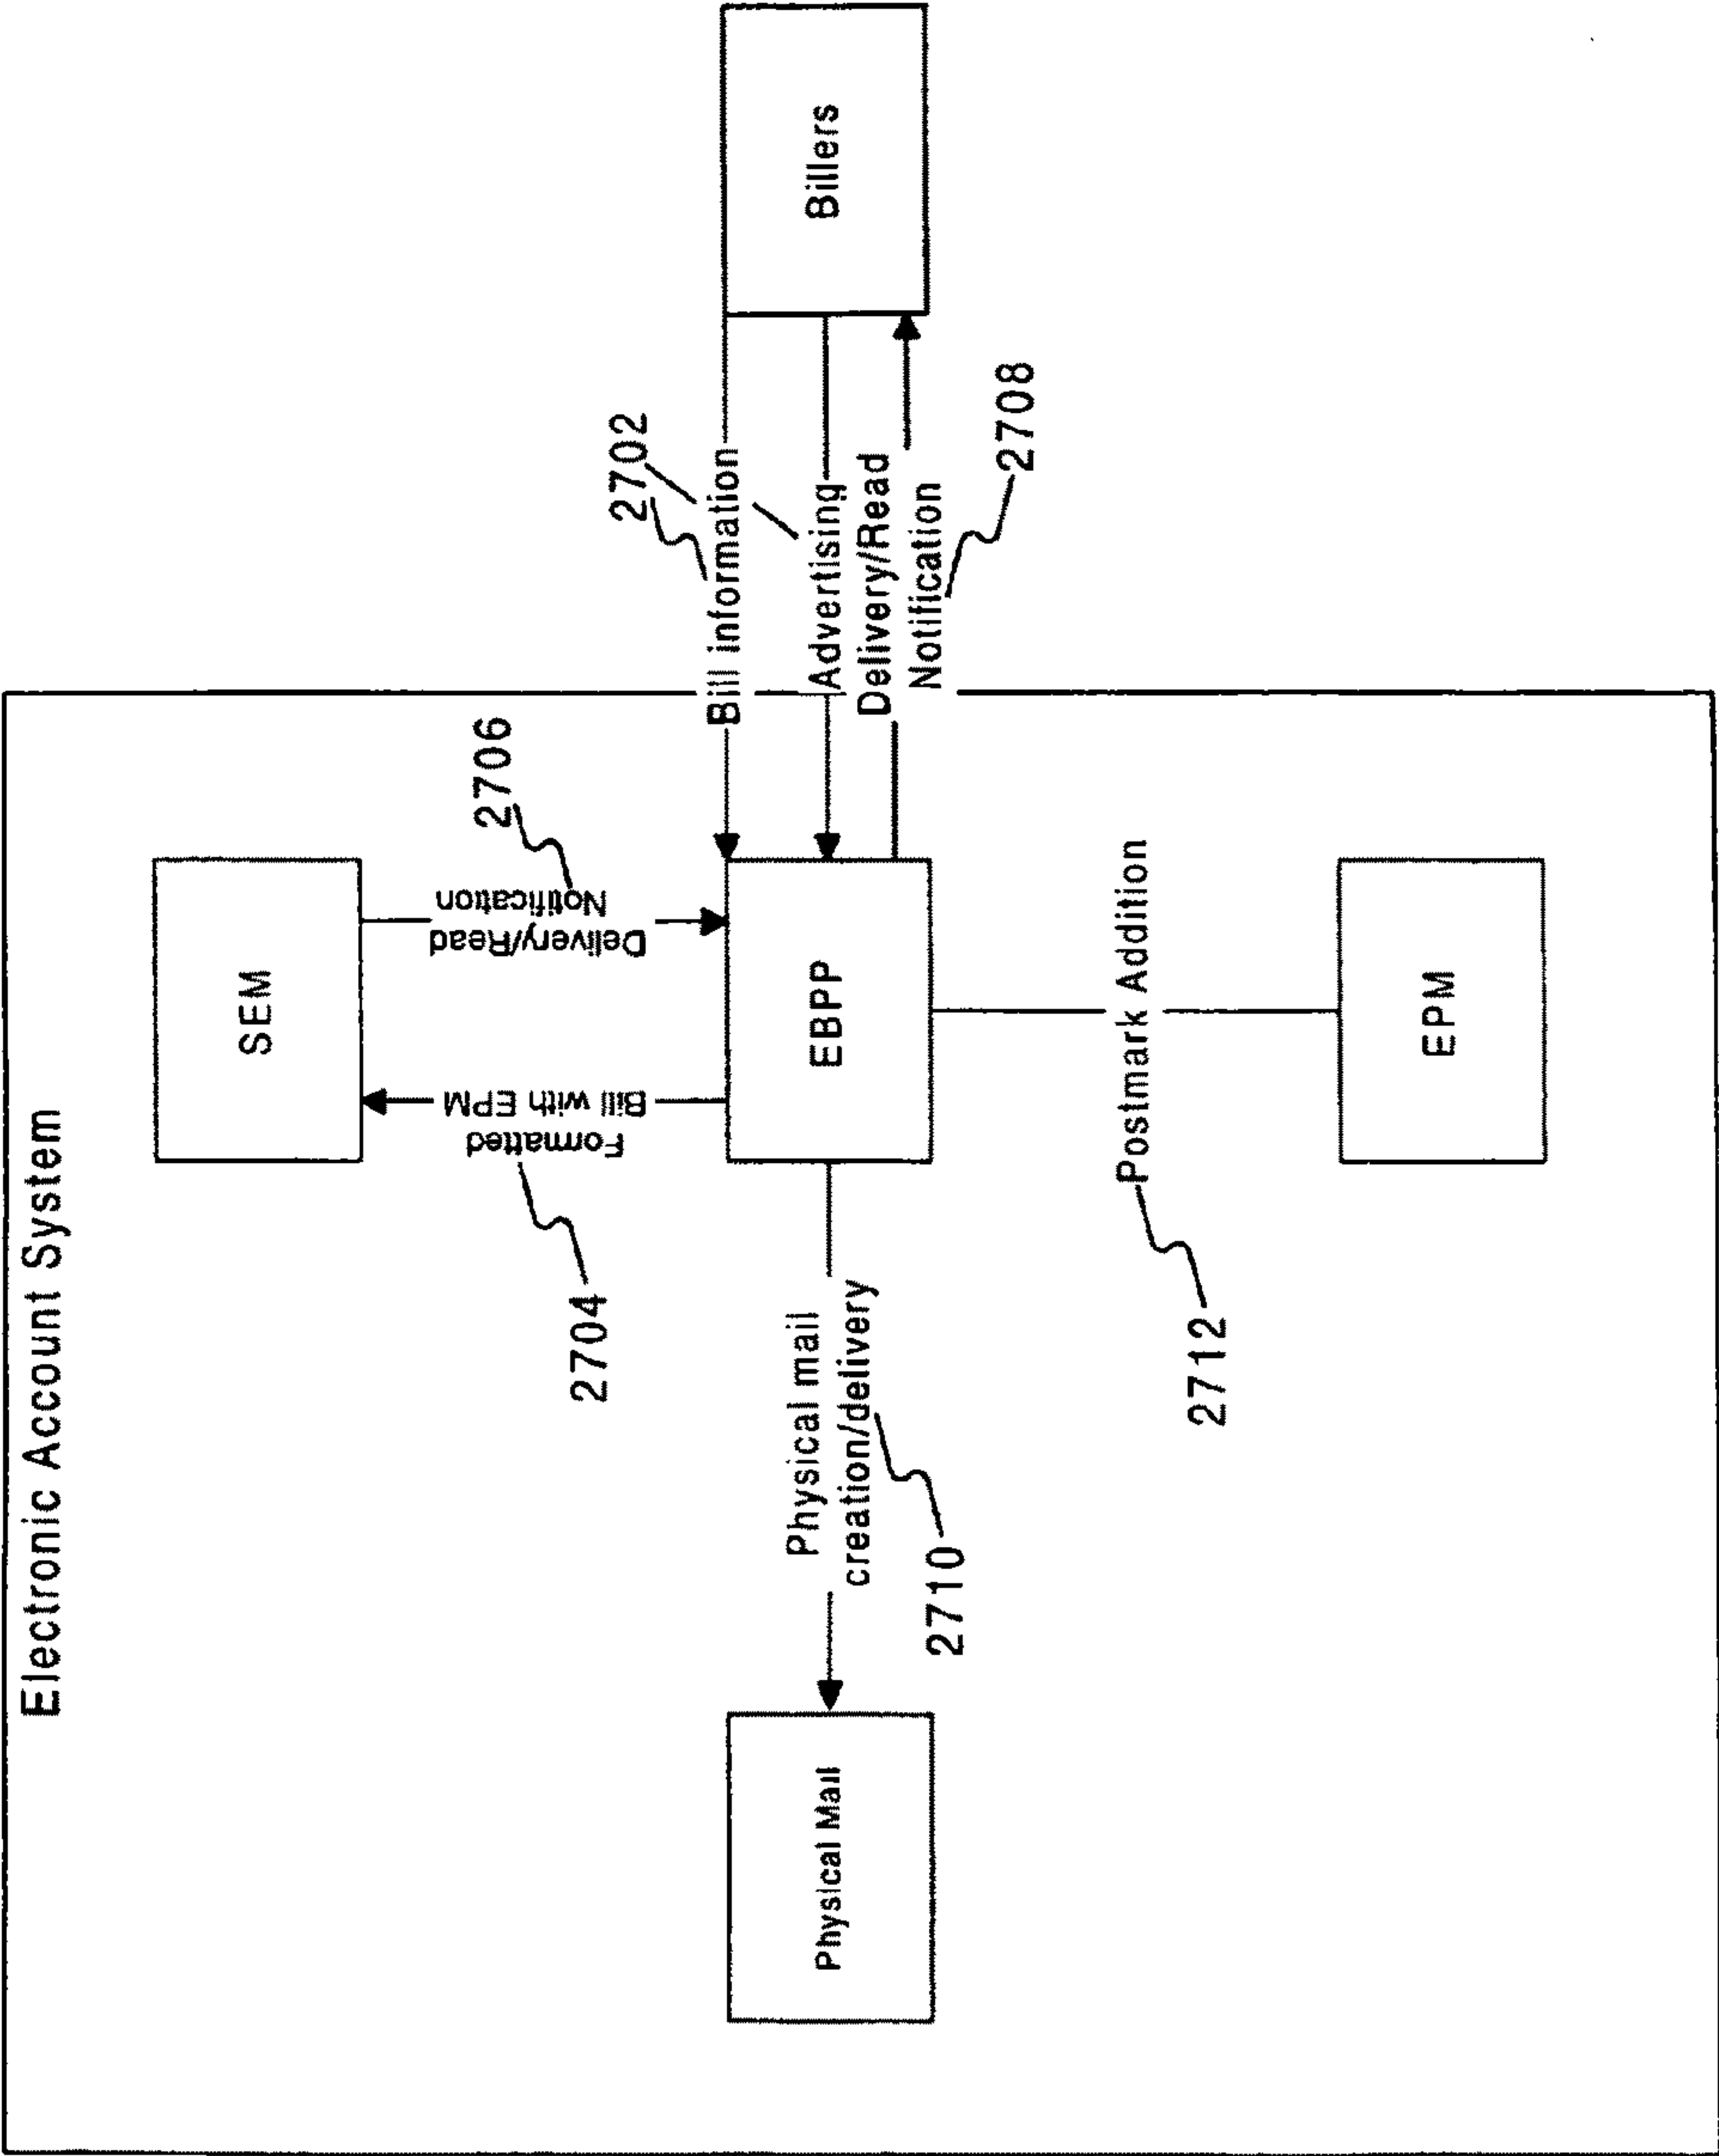 Electronic Account System
SEM
2704
Formatted
Bill with EPM
Delivery/Read
Notification
2706
2702
Bill information
Advertising
Delivery/Read
Notification
2708
Billers
Physical Mail
Physical mail
creation/delivery
2710
EBPP
Postmark Addition
2712
EPM